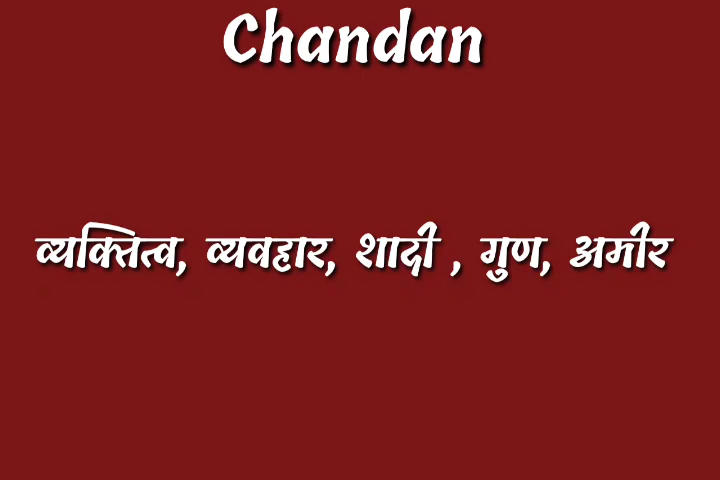 Chandan
व्यक्तित्व, व्यवहार, शादी , गुण, अमीर